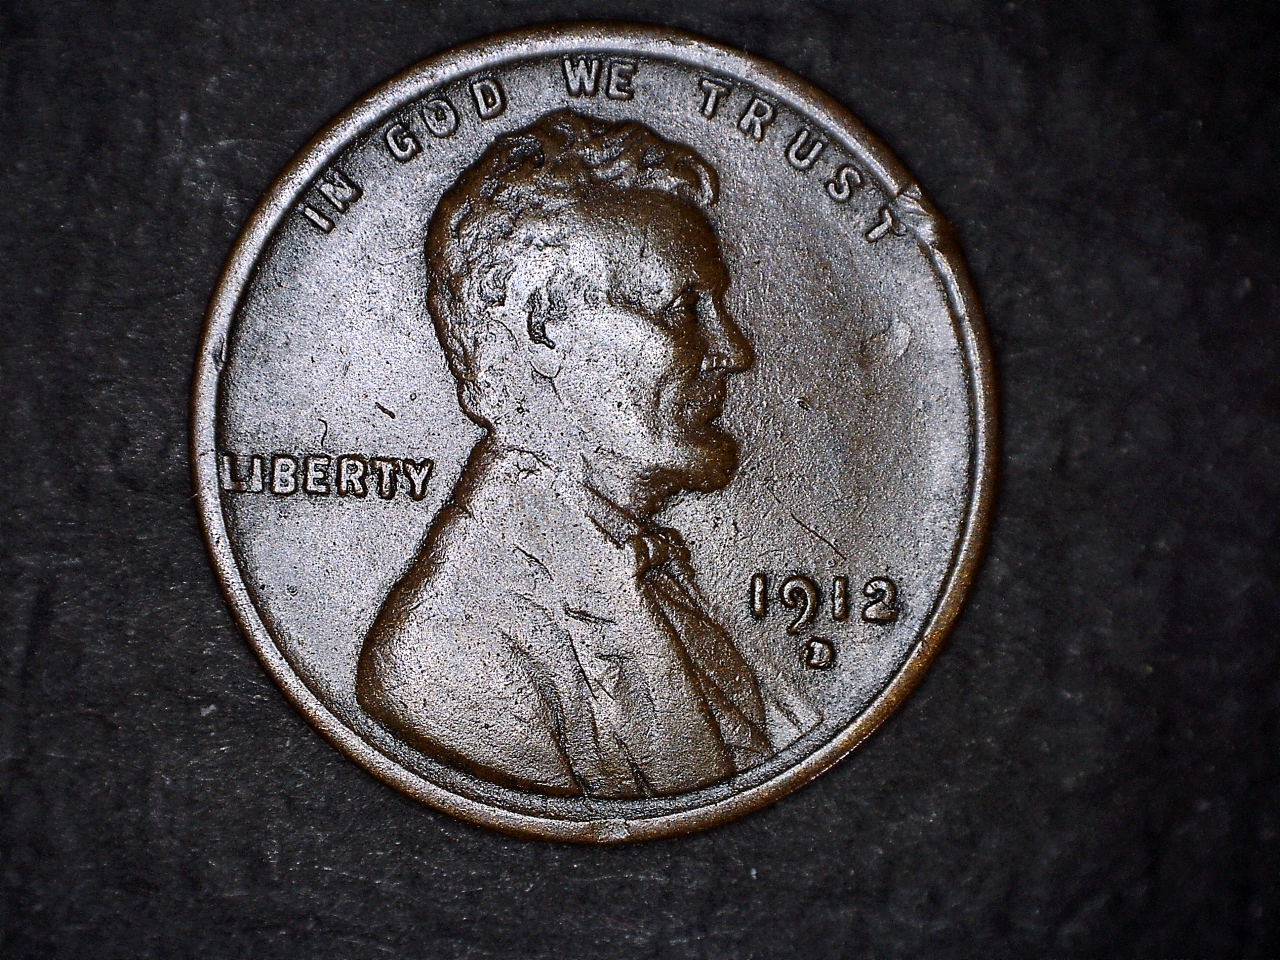 IN GOD WE TRUST
LIBERTY
1912
D